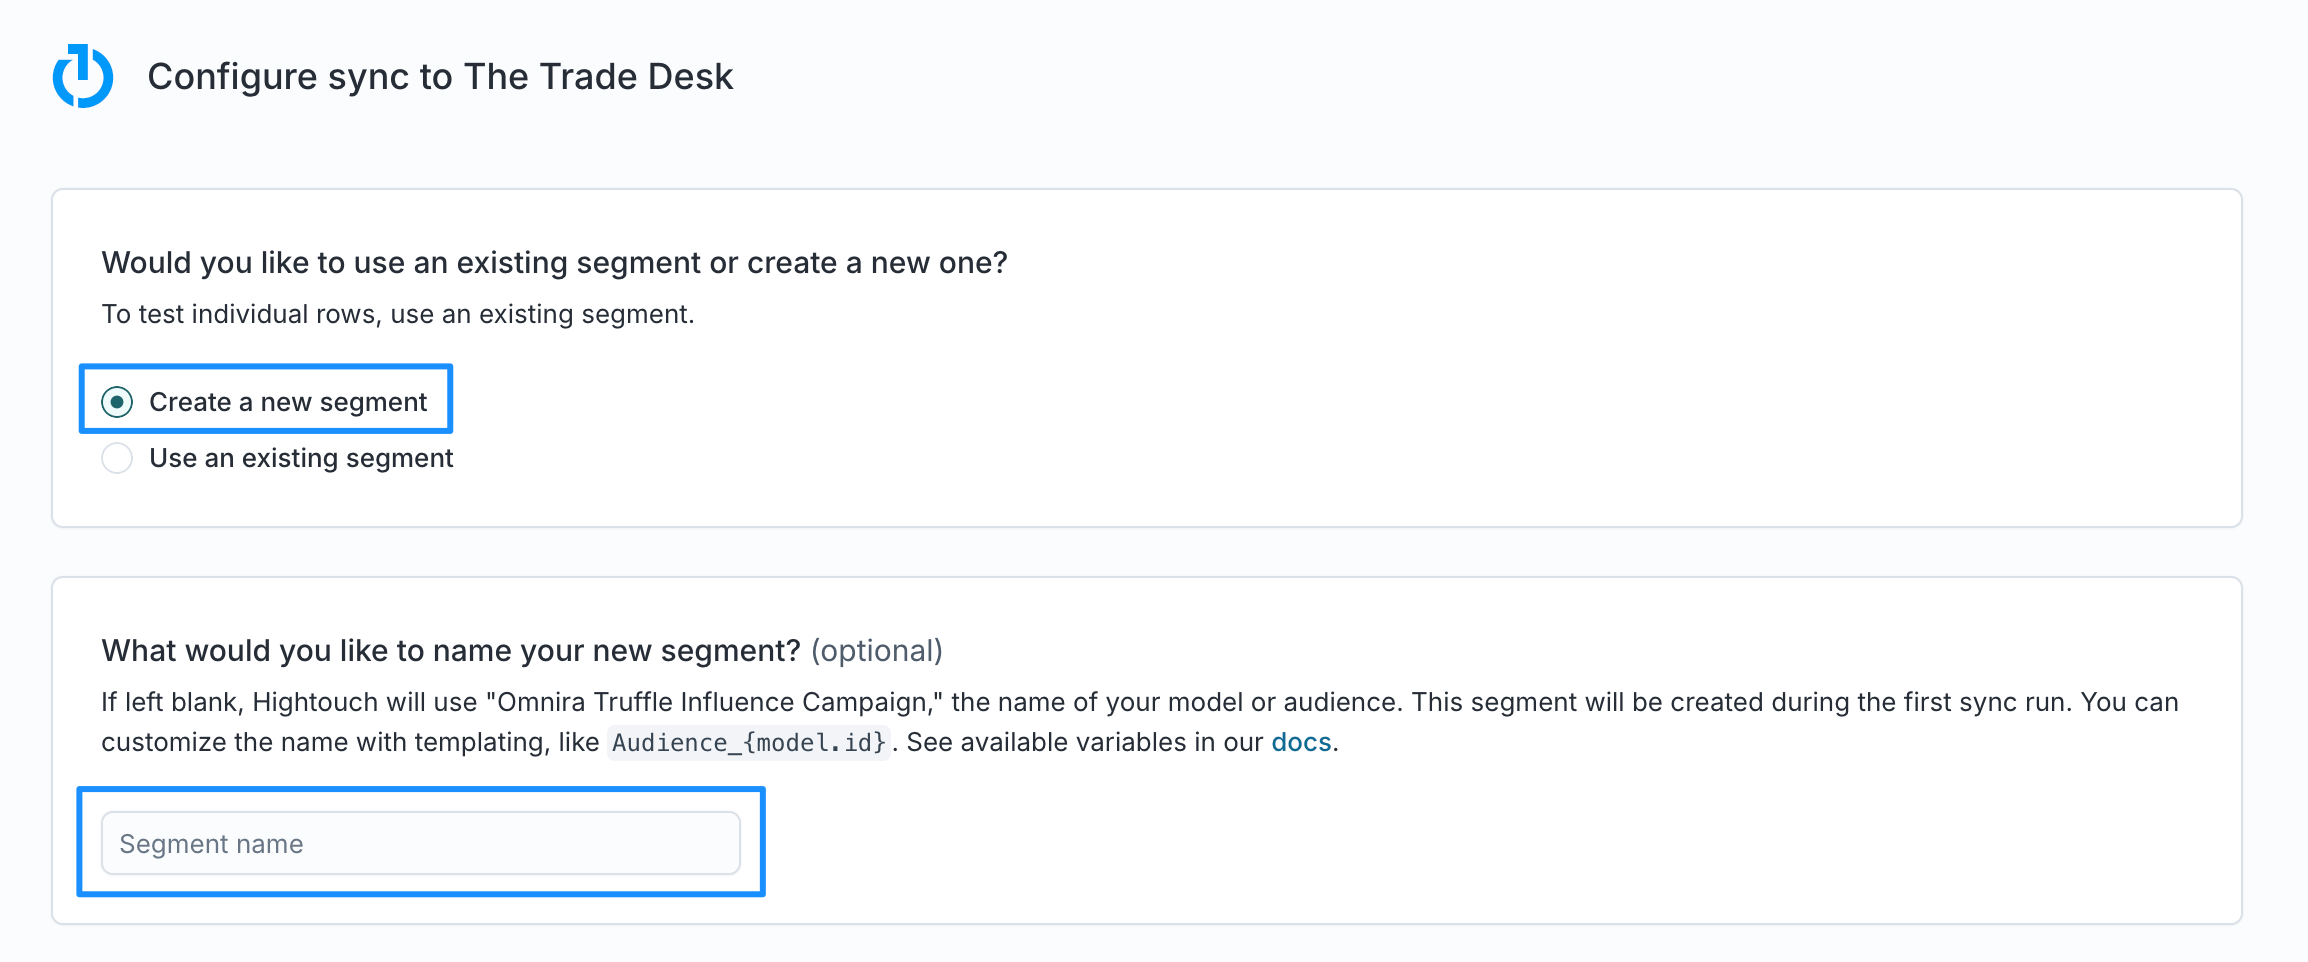 Configure sync to The Trade Desk
Would you like to use an existing segment or create a new one?
To test individual rows, use an existing segment.
Create a new segment
Use an existing segment
What would you like to name your new segment? (optional)
If left blank, Hightouch will use "Omnira Truffle Influence Campaign," the name of your model or audience. This segment will be created during the first sync run. You can
customize the name with templating, like Audience_{model.id}. See available variables in our docs.
Segment name